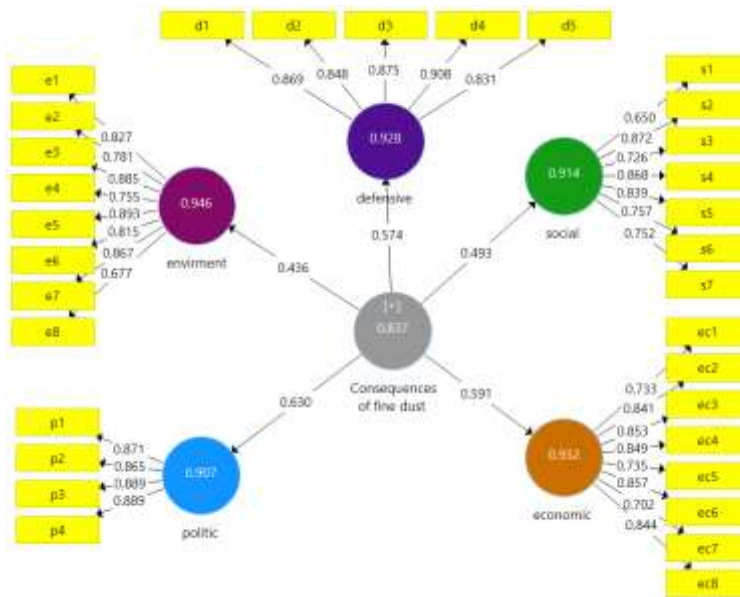 d1
d2
d3
d4
d5
0.869
0.848
0.875
0.908
0.831
0.928
defensive
0.574
e1
e2
e3
e4
e5
e6
e7
e8
0.827
0.781
0.885
0.755
0.893
0.815
0.867
0.677
0.946
envirment
0.436
s1
s2
s3
s4
s5
s6
s7
0.650
0.872
0.726
0.868
0.839
0.757
0.752
0.914
social
0.493
[+]
0.837
Consequences
of fine dust
0.630
0.591
p1
p2
p3
p4
0.871
0.865
0.889
0.889
0.907
politic
ec1
ec2
ec3
ec4
ec5
ec6
ec7
ec8
0.733
0.841
0.853
0.849
0.735
0.857
0.702
0.844
0.932
economic